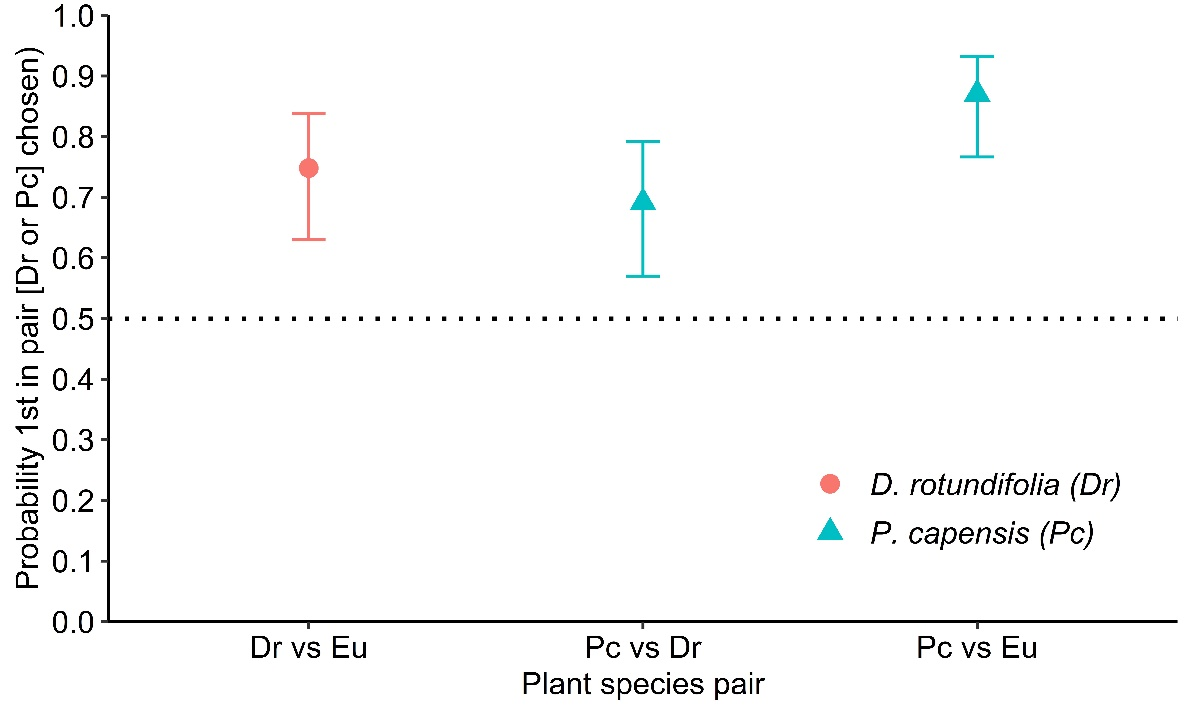 Probability 1st in pair [Dr or Pc] chosen)
1.0
0.9
0.8
0.7
0.6
0.5
0.4
0.3
0.2
0.1
0.0
D. rotundifolia (Dr)
P. capensis (Pc)
Dr vs Eu
Pc vs Dr
Pc vs Eu
Plant species pair